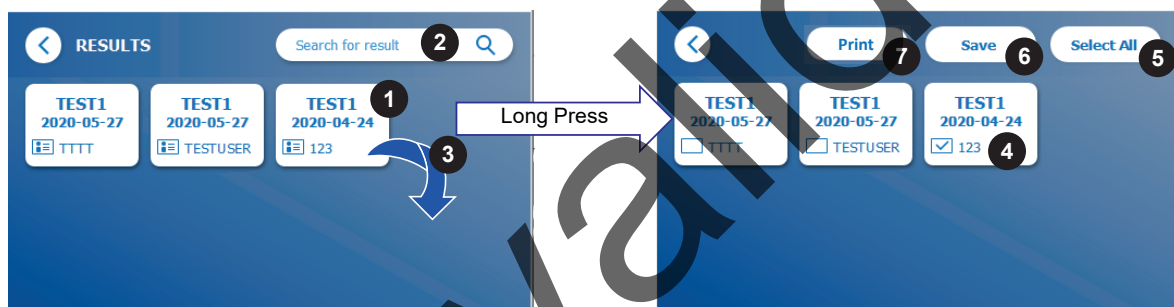 RESULTS
Search for result
2
1
TEST1
2020-05-27
TTTT
TEST1
2020-05-27
TESTUSER
TEST1
2020-04-24
123
3
Long Press
Print
7
Save
6
Select All
5
TEST1
2020-05-27
TTTT
TEST1
2020-05-27
TESTUSER
TEST1
2020-04-24
123
4